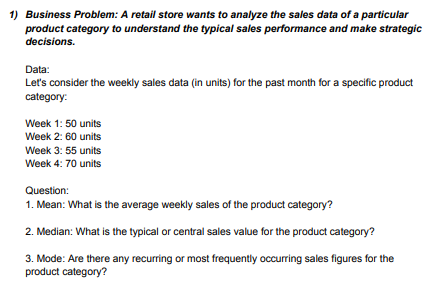 1) Business Problem: A retail store wants to analyze the sales data of a particular
product category to understand the typical sales performance and make strategic
decisions.
Data:
Let's consider the weekly sales data (in units) for the past month for a specific product
category:
Week 1: 50 units
Week 2: 60 units
Week 3: 55 units
Week 4: 70 units
Question:
1. Mean: What is the average weekly sales of the product category?
2. Median: What is the typical or central sales value for the product category?
3. Mode: Are there any recurring or most frequently occurring sales figures for the
product category?